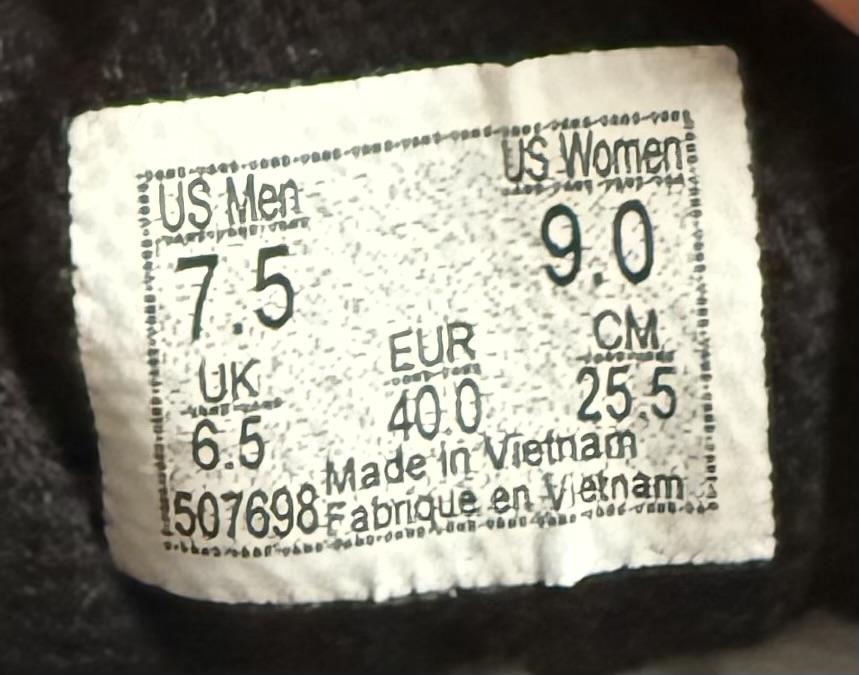 US Men US Women
7.5 9.0
UK EUR CM
6.5 40.0 25.5
Made in Vietnam
507698 Fabrique en Vietnam